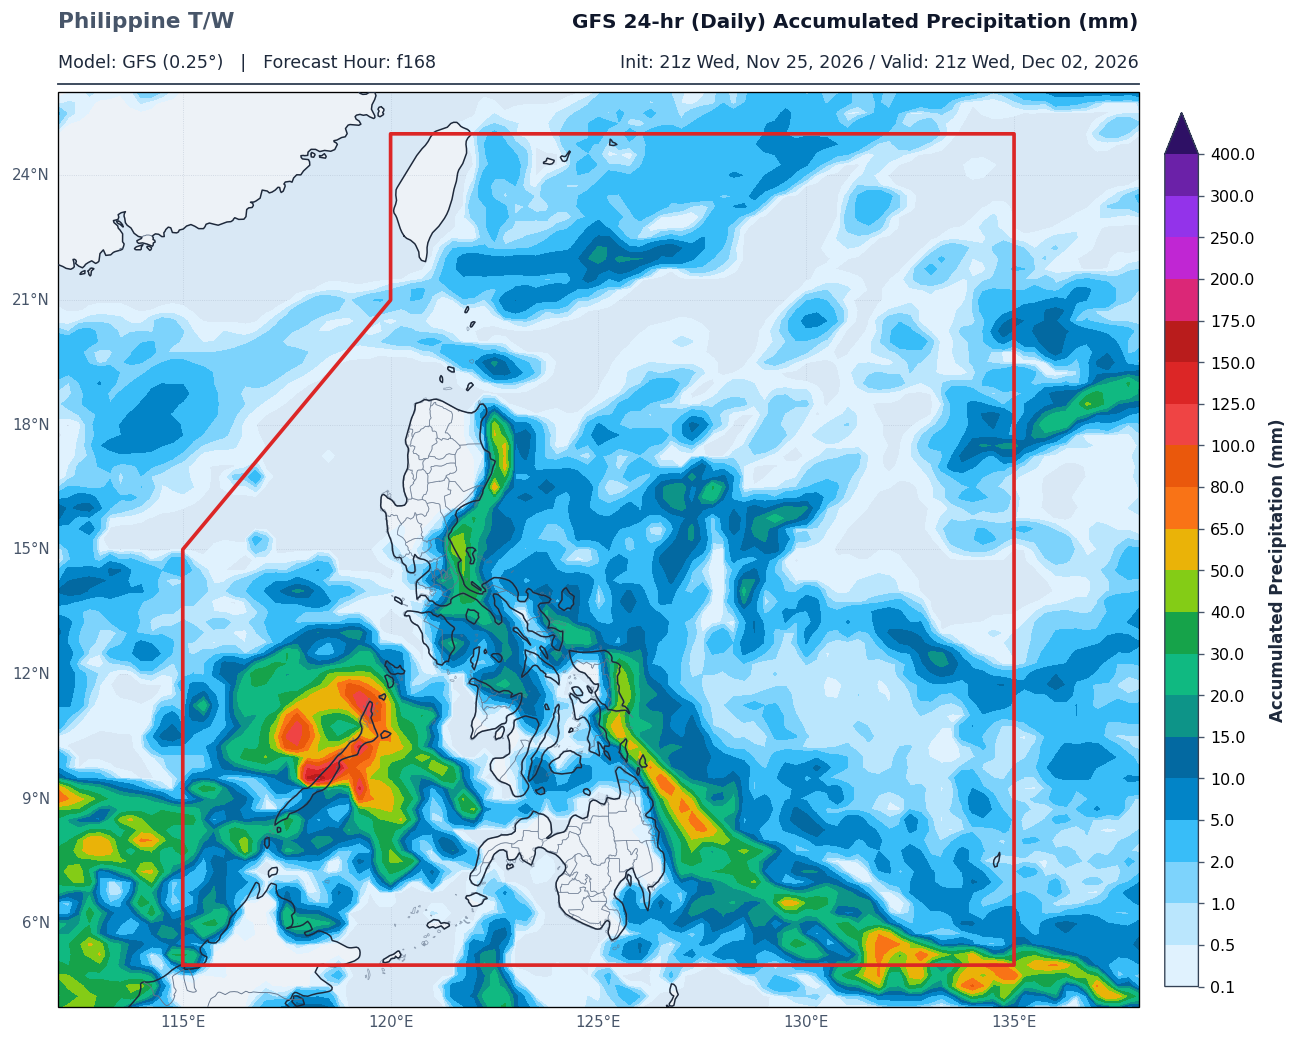 Philippine T/W
GFS 24-hr (Daily) Accumulated Precipitation (mm)
Model: GFS (0.25°) | Forecast Hour: f168
Init: 21z Wed, Nov 25, 2026 / Valid: 21z Wed, Dec 02, 2026
24°N
21°N
18°N
15°N
12°N
9°N
6°N
115°E
120°E
125°E
130°E
135°E
400.0
300.0
250.0
200.0
175.0
150.0
125.0
100.0
80.0
65.0
50.0
40.0
30.0
20.0
15.0
10.0
5.0
2.0
1.0
0.5
0.1
Accumulated Precipitation (mm)